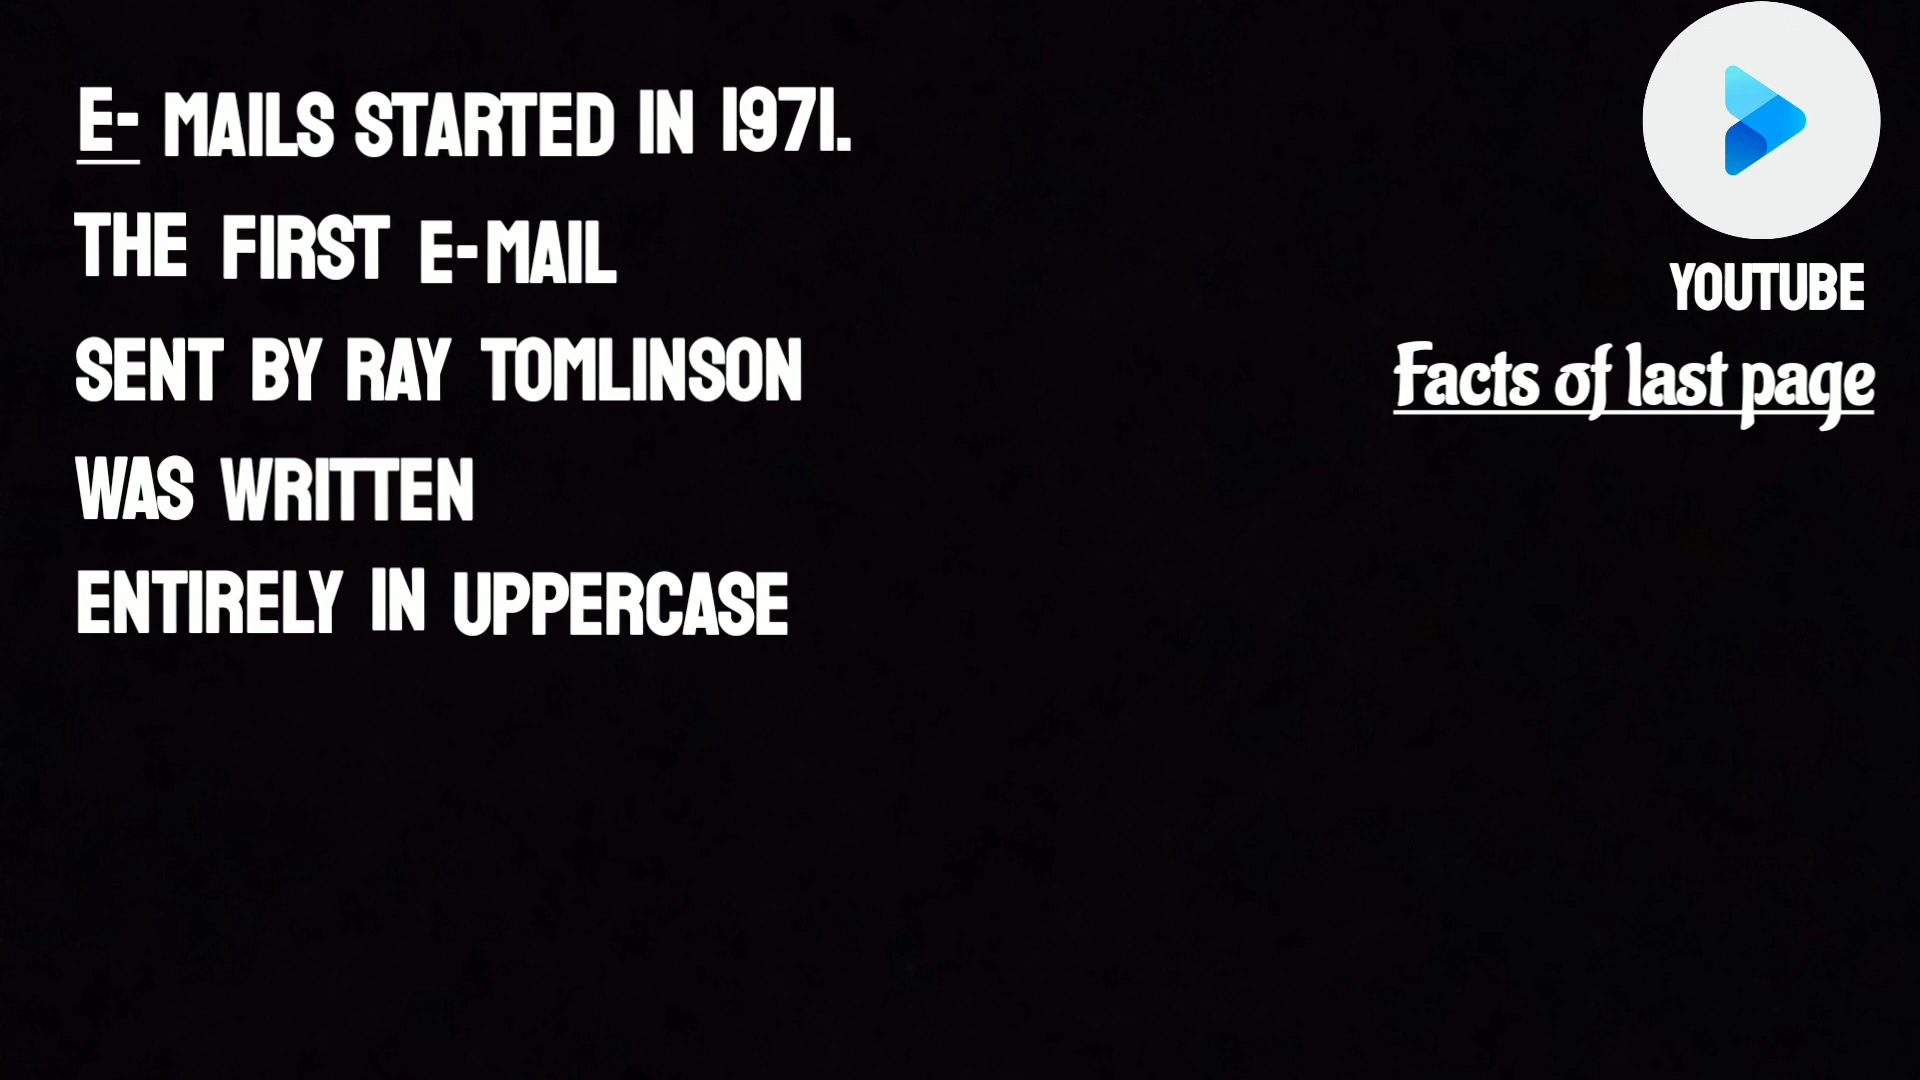 E- MAILS STARTED IN 1971.
THE FIRST E-MAIL
SENT BY RAY TOMLINSON
WAS WRITTEN
ENTIRELY IN UPPERCASE
YOUTUBE
Facts of last page